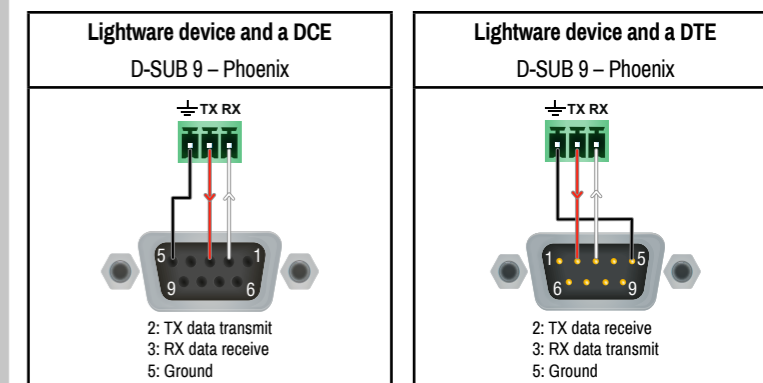 Lightware device and a DCE
D-SUB 9 – Phoenix
TX RX
5 1
9 6
2: TX data transmit
3: RX data receive
5: Ground
Lightware device and a DTE
D-SUB 9 – Phoenix
TX RX
1 5
6 9
2: TX data receive
3: RX data transmit
5: Ground